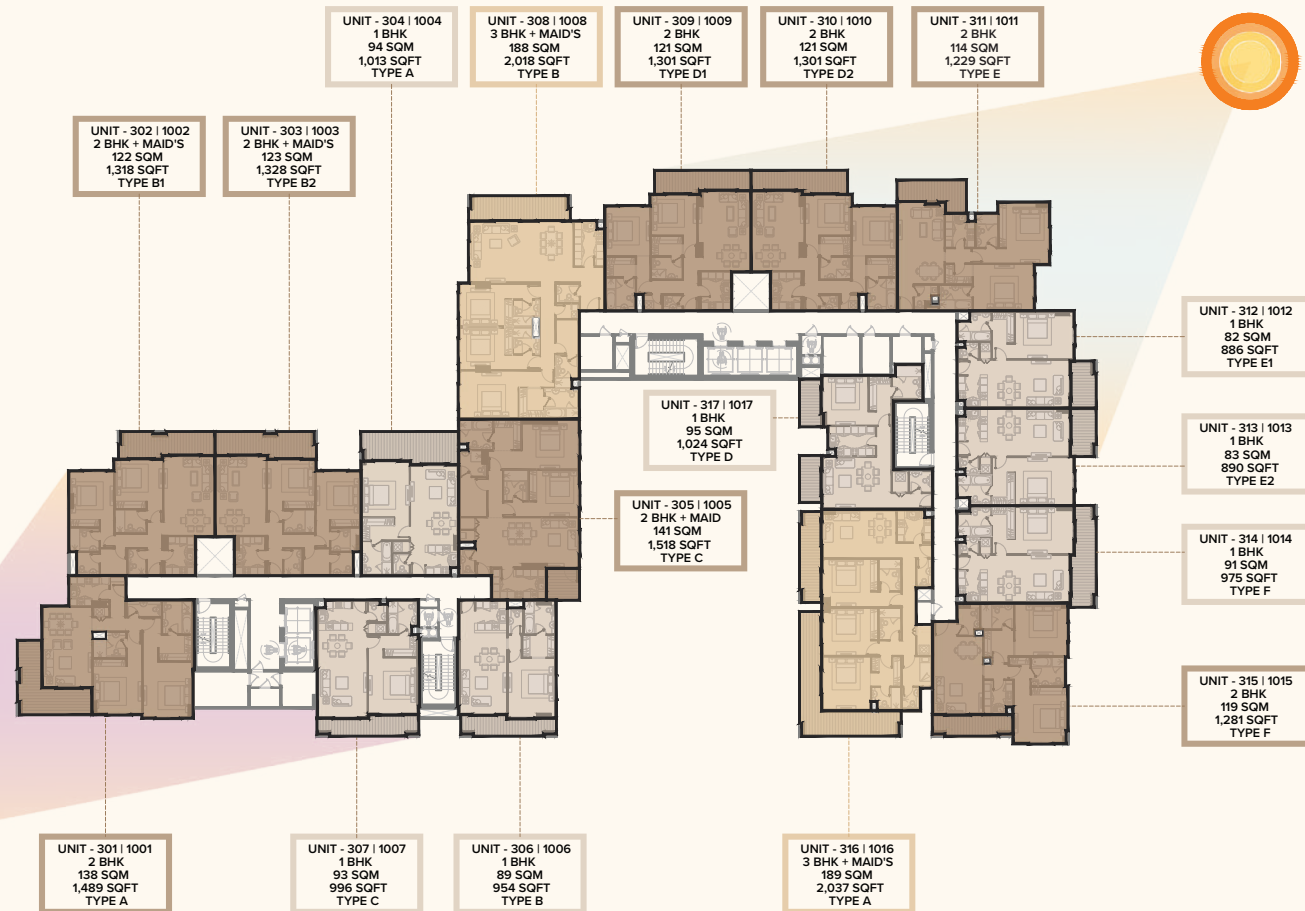 UNIT - 304 | 1004
1 BHK
94 SQM
1,013 SQFT
TYPE A
UNIT - 308 | 1008
3 BHK + MAID'S
188 SQM
2,018 SQFT
TYPE B
UNIT - 309 | 1009
2 BHK
121 SQM
1,301 SQFT
TYPE D1
UNIT - 310 | 1010
2 BHK
121 SQM
1,301 SQFT
TYPE D2
UNIT - 311 | 1011
2 BHK
114 SQM
1,229 SQFT
TYPE E
UNIT - 302 | 1002
2 BHK + MAID'S
122 SQM
1,318 SQFT
TYPE B1
UNIT - 303 | 1003
2 BHK + MAID'S
123 SQM
1,328 SQFT
TYPE B2
UNIT - 312 | 1012
1 BHK
82 SQM
886 SQFT
TYPE E1
UNIT - 317 | 1017
1 BHK
95 SQM
1,024 SQFT
TYPE D
UNIT - 313 | 1013
1 BHK
83 SQM
890 SQFT
TYPE E2
UNIT - 305 | 1005
2 BHK + MAID
141 SQM
1,518 SQFT
TYPE C
UNIT - 314 | 1014
1 BHK
91 SQM
975 SQFT
TYPE F
UNIT - 315 | 1015
2 BHK
119 SQM
1,281 SQFT
TYPE F
UNIT - 301 | 1001
2 BHK
138 SQM
1,489 SQFT
TYPE A
UNIT - 307 | 1007
1 BHK
93 SQM
996 SQFT
TYPE C
UNIT - 306 | 1006
1 BHK
89 SQM
954 SQFT
TYPE B
UNIT - 316 | 1016
3 BHK + MAID'S
189 SQM
2,037 SQFT
TYPE A